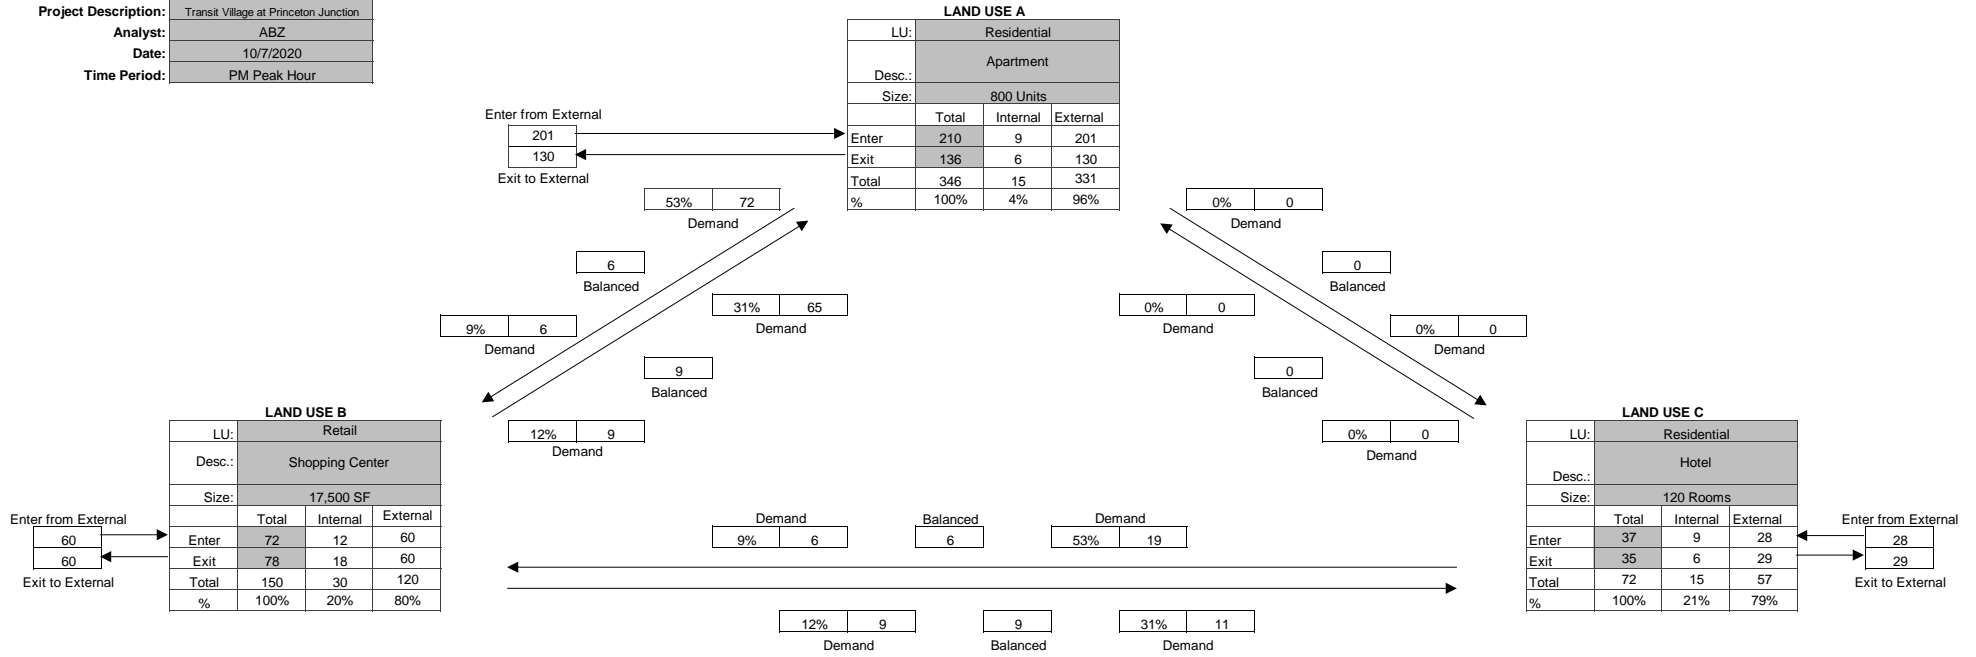 Project Description: Transit Village at Princeton Junction
Analyst: ABZ
Date: 10/7/2020
Time Period: PM Peak Hour
LAND USE A
LU: Residential
Desc.: Apartment
Size: 800 Units
Total Internal External
Enter 210 9 201
Exit 136 6 130
Total 346 15 331
% 100% 4% 96%
Enter from External
201
130
Exit to External
53% 72
Demand
6
Balanced
9% 6
Demand
31% 65
Demand
9
Balanced
12% 9
Demand
0% 0
Demand
0
Balanced
0% 0
Demand
0% 0
Demand
0
Balanced
0% 0
Demand
LAND USE B
LU: Retail
Desc.: Shopping Center
Size: 17,500 SF
Total Internal External
Enter 72 12 60
Exit 78 18 60
Total 150 30 120
% 100% 20% 80%
Enter from External
60
60
Exit to External
Demand Balanced Demand
9% 6 6 53% 19
12% 9 9 31% 11
Demand Balanced Demand
LAND USE C
LU: Residential
Desc.: Hotel
Size: 120 Rooms
Total Internal External
Enter 37 9 28
Exit 35 6 29
Total 72 15 57
% 100% 21% 79%
Enter from External
28
29
Exit to External